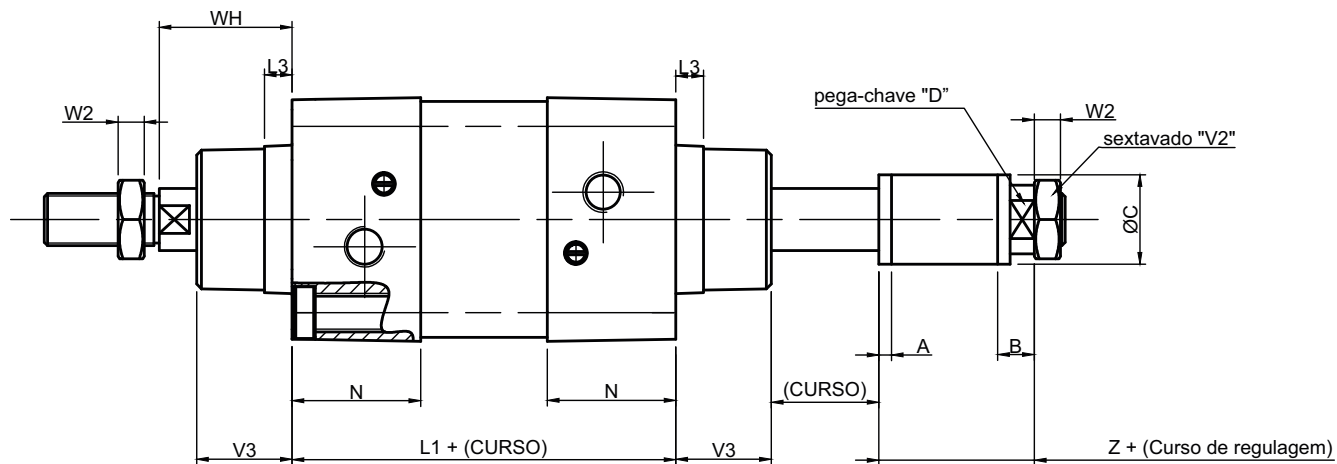 WH
L3
L3
W2
pega-chave "D"
W2
sextavado "V2"
ØC
A
B
N
N
(CURSO)
V3
L1 + (CURSO)
V3
Z + (Curso de regulagem)